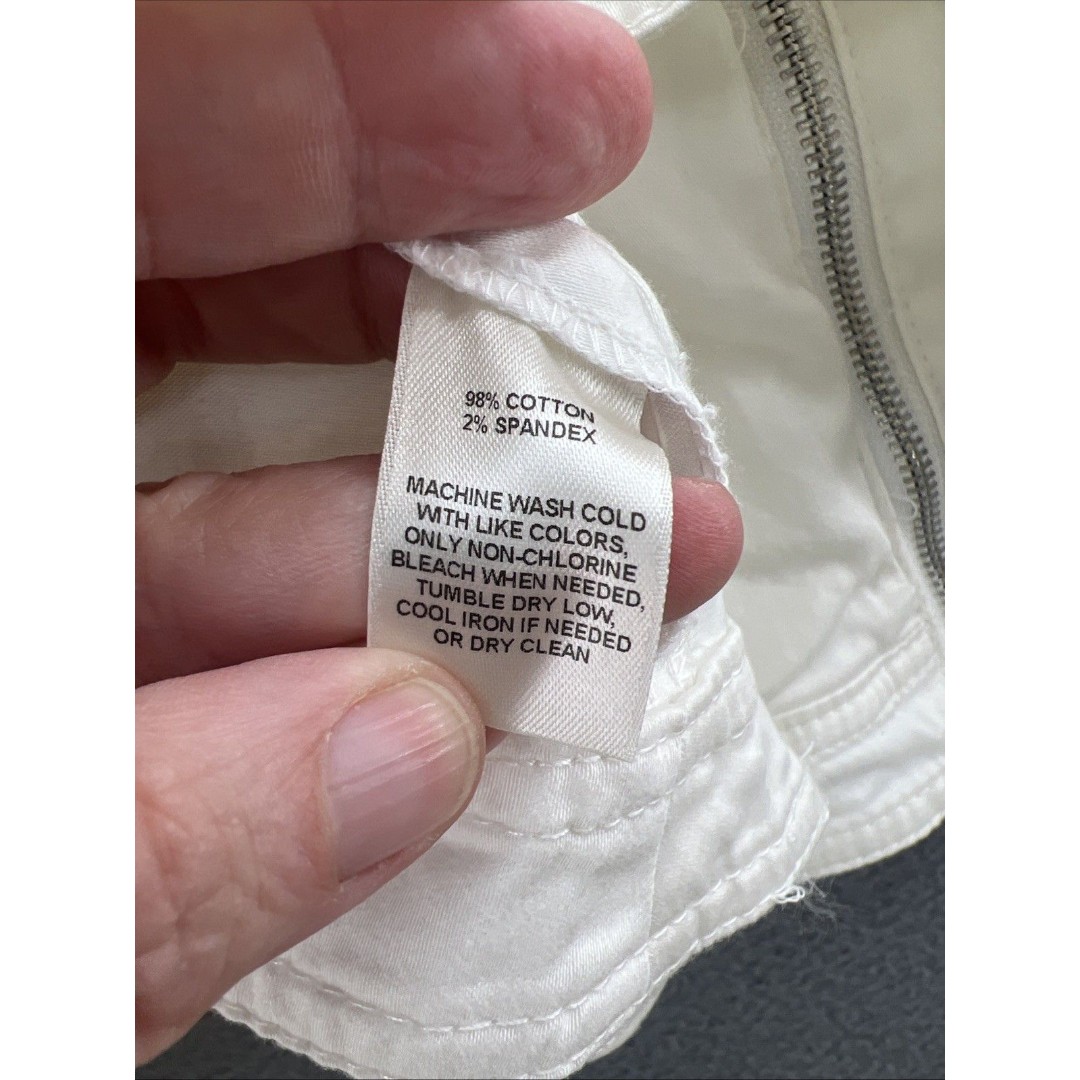 98% COTTON
2% SPANDEX
MACHINE WASH COLD
WITH LIKE COLORS,
ONLY NON-CHLORINE
BLEACH WHEN NEEDED,
TUMBLE DRY LOW,
COOL IRON IF NEEDED
OR DRY CLEAN